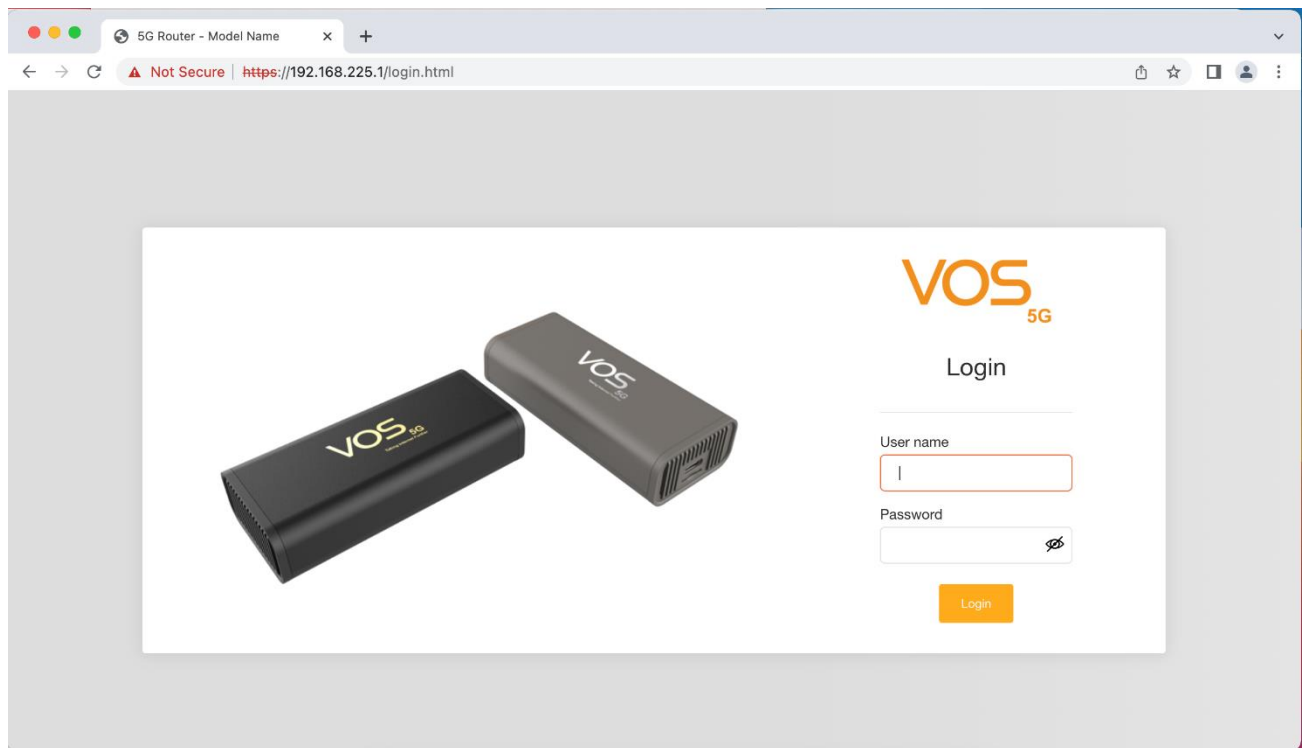 5G Router - Model Name
Not Secure | https://192.168.225.1/login.html
VOS
5G
VOS
5G
VOS
5G
Login
User name
Password
Login